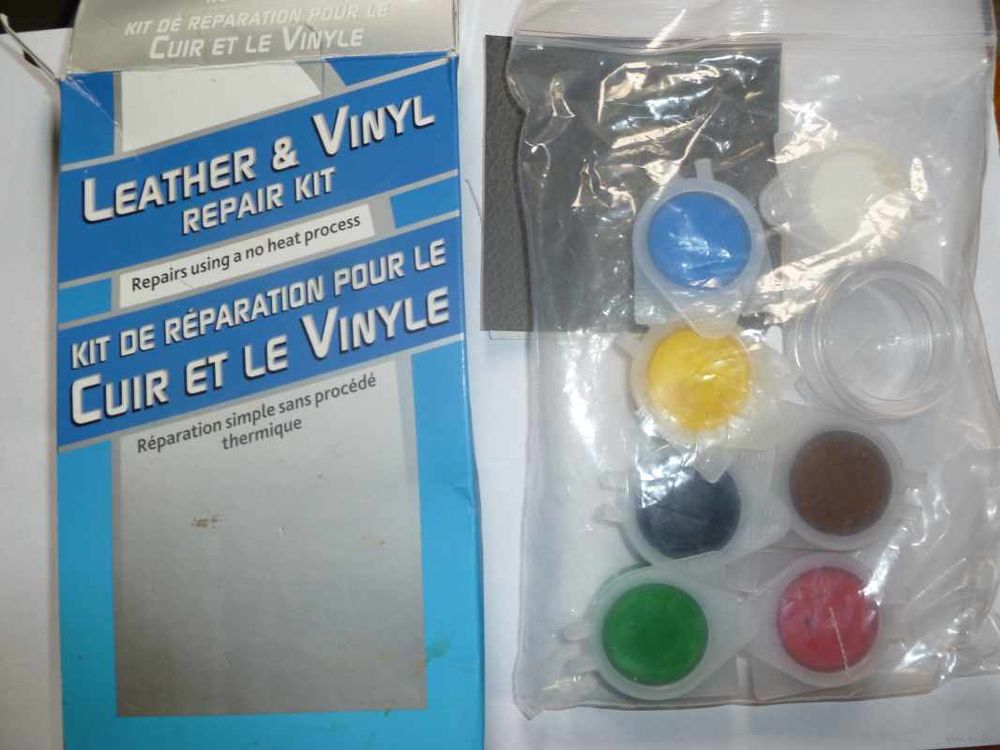 KIT DE RÉPARATION POUR LE
CUIR ET LE VINYLE
LEATHER & VINYL
REPAIR KIT
Repairs using a no heat process
KIT DE RÉPARATION POUR LE
CUIR ET LE VINYLE
Réparation simple sans procédé
thermique